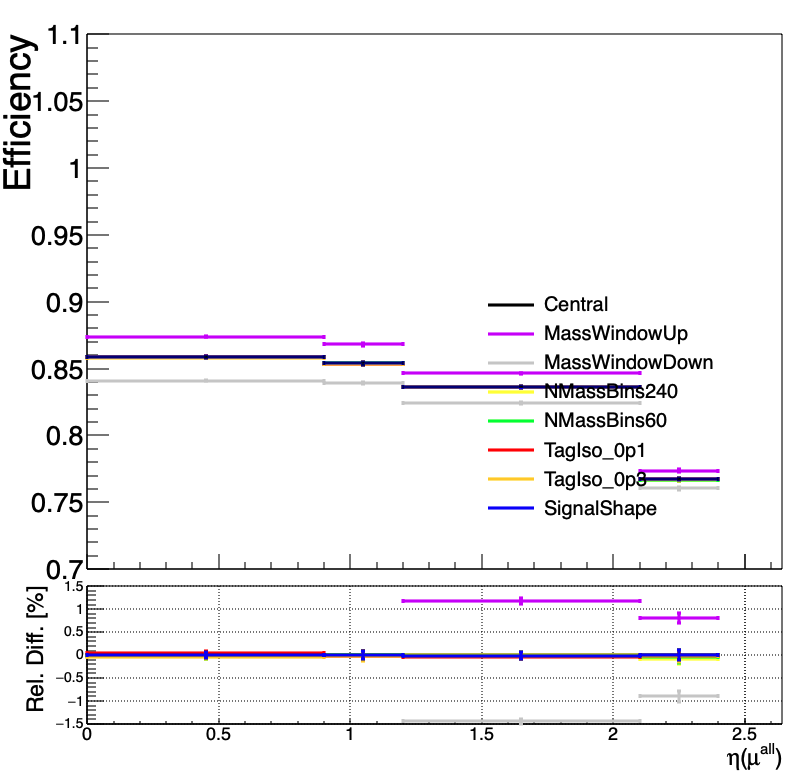 Efficiency
1.1
1.05
1
0.95
0.9
0.85
0.8
0.75
0.7
Central
MassWindowUp
MassWindowDown
NMassBins240
NMassBins60
TagIso_0p1
TagIso_0p3
SignalShape
Rel. Diff. [%]
1.5
1
0.5
0
−0.5
−1
−1.5
0 0.5 1 1.5 2 2.5
η(μ^all)